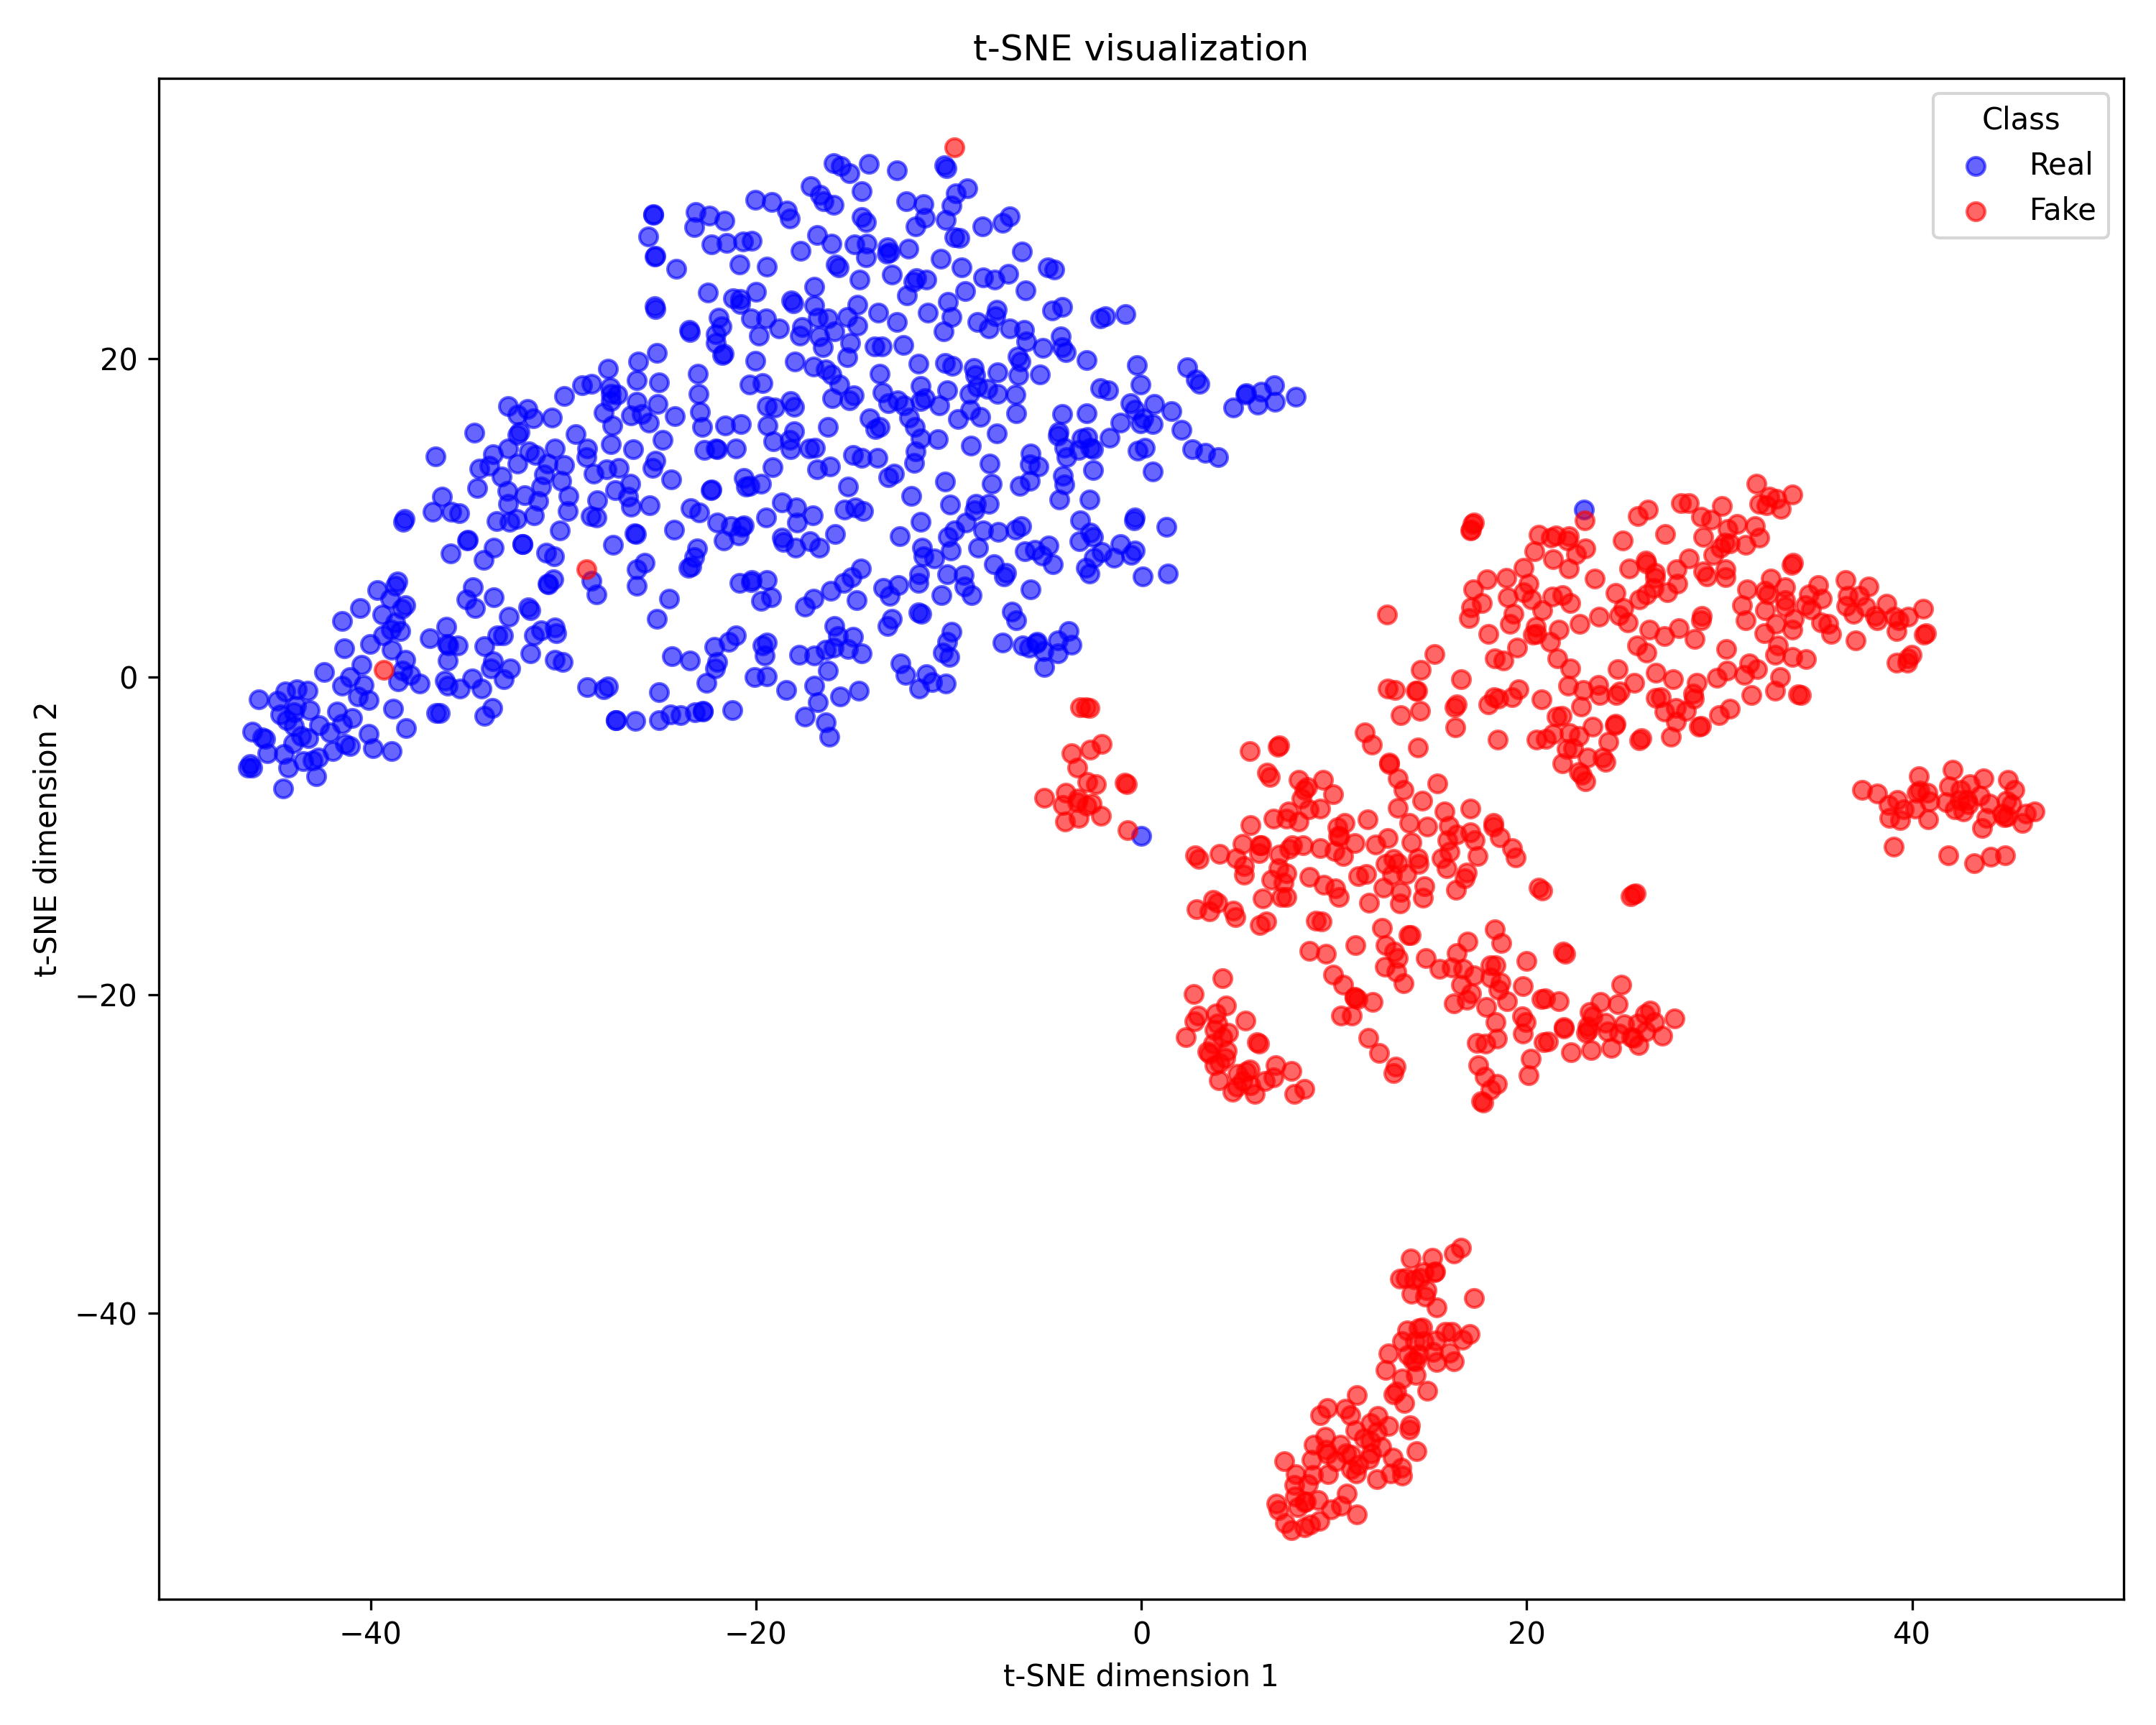 t-SNE visualization
Class
Real
Fake
20
0
−20
−40
t-SNE dimension 2
−40
−20
0
20
40
t-SNE dimension 1